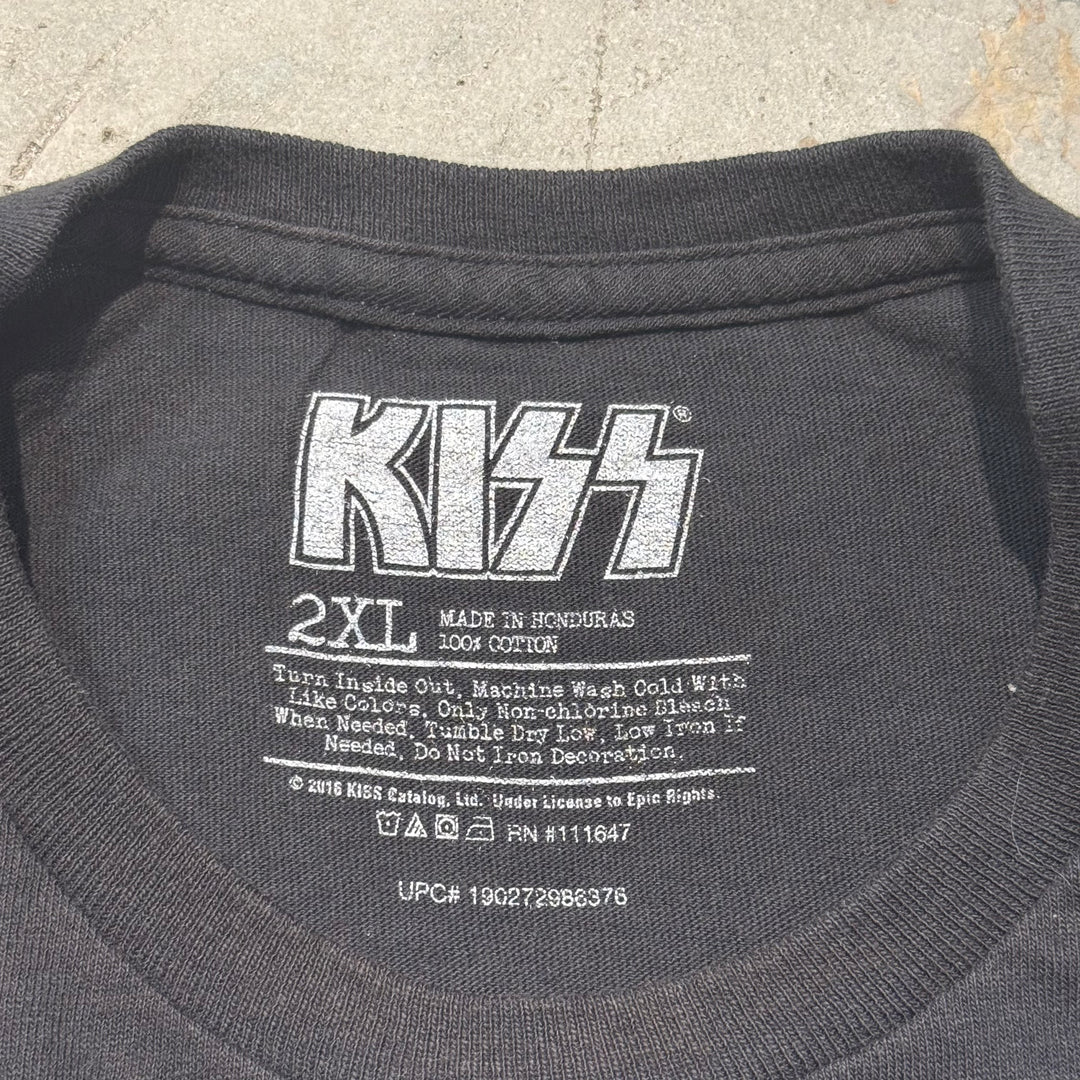 KISS®
2XL MADE IN HONDURAS
100% COTTON
Turn Inside Out, Machine Wash Cold With
Like Colors, Only Non-chlorine Bleach
When Needed, Tumble Dry Low, Low Iron If
Needed, Do Not Iron Decoration.
© 2016 KISS Catalog, Ltd. Under License to Epic Rights.
RN #111647
UPC# 190272986376